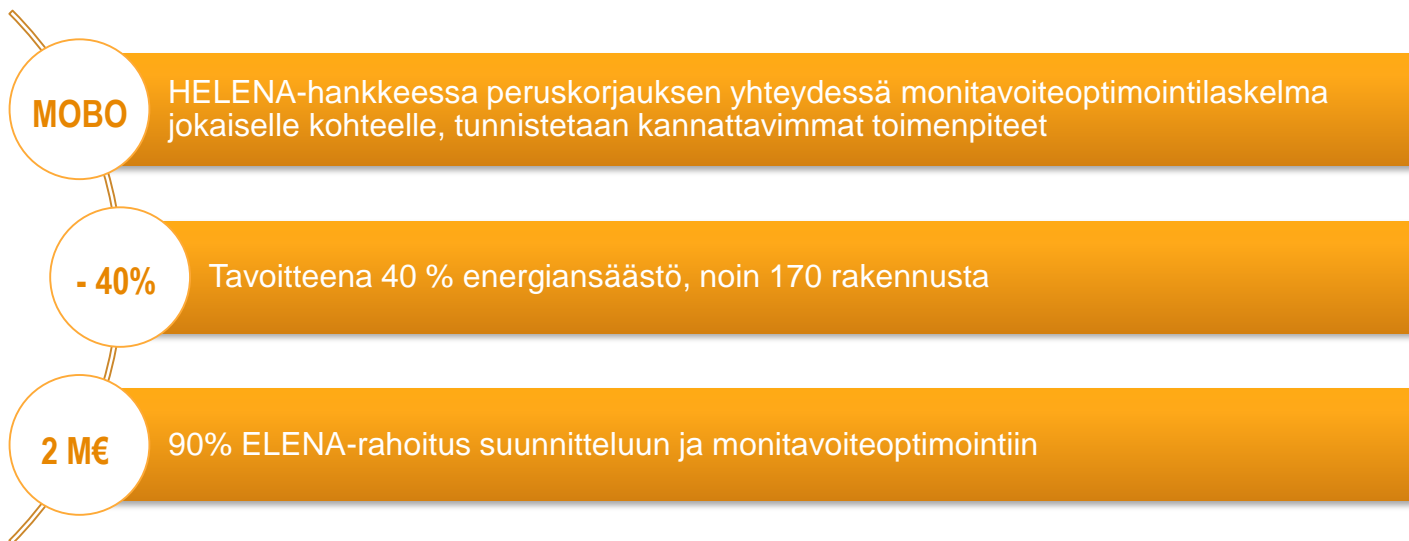 MOBO
HELENA-hankkeessa peruskorjauksen yhteydessä monitavoiteoptimointilaskelma
jokaiselle kohteelle, tunnistetaan kannattavimmat toimenpiteet
- 40%
Tavoitteena 40 % energiansäästö, noin 170 rakennusta
2 M€
90% ELENA-rahoitus suunnitteluun ja monitavoiteoptimointiin